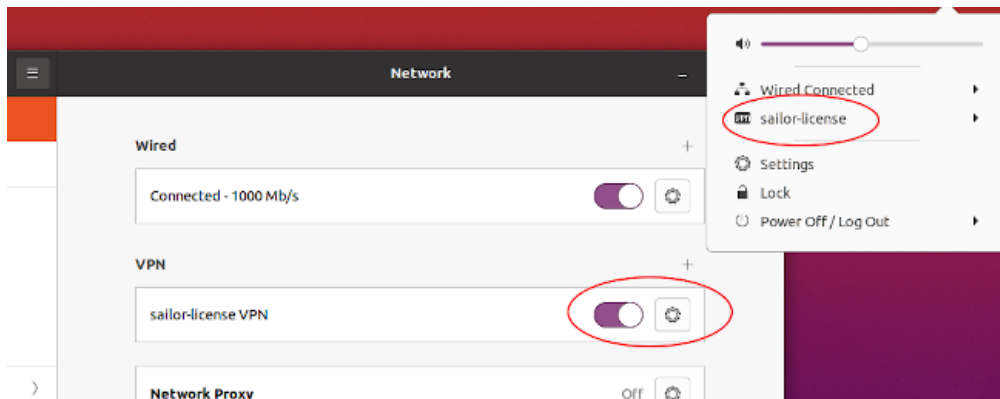 Network
Wired
Connected - 1000 Mb/s
VPN
sailor-license VPN
Network Proxy
Off
Wired Connected
VPN
sailor-license
Settings
Lock
Power Off / Log Out